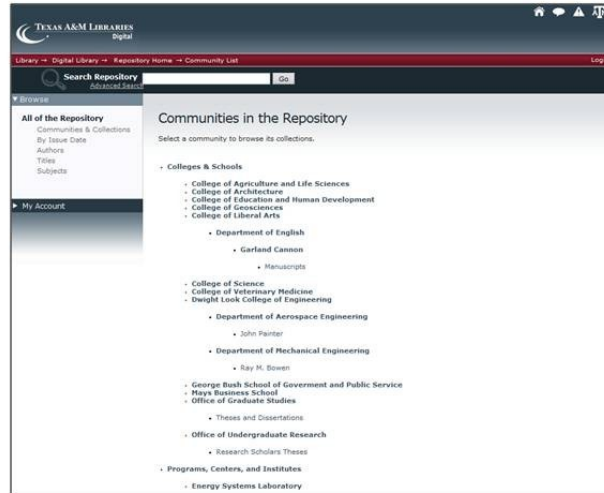 TEXAS A&M LIBRARIES
Digital
Library → Digital Library → Repository Home → Community List
Log
Search Repository
Go
Advanced Search
Browse
All of the Repository
Communities & Collections
By Issue Date
Authors
Titles
Subjects
My Account
Communities in the Repository
Select a community to browse its collections.
Colleges & Schools
College of Agriculture and Life Sciences
College of Architecture
College of Education and Human Development
College of Geosciences
College of Liberal Arts
Department of English
Garland Cannon
Manuscripts
College of Science
College of Veterinary Medicine
Dwight Look College of Engineering
Department of Aerospace Engineering
John Painter
Department of Mechanical Engineering
Ray M. Bowen
George Bush School of Goverment and Public Service
Mays Business School
Office of Graduate Studies
Theses and Dissertations
Office of Undergraduate Research
Research Scholars Theses
Programs, Centers, and Institutes
Energy Systems Laboratory